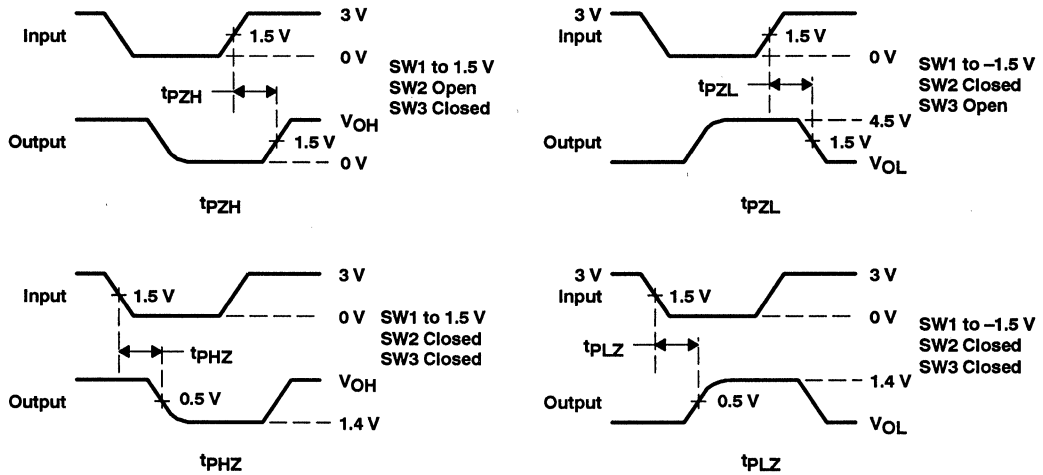 3 V
Input
1.5 V
0 V
SW1 to 1.5 V
SW2 Open
SW3 Closed
tPZH
VOH
Output
1.5 V
0 V
tPZH
3 V
Input
1.5 V
0 V
SW1 to –1.5 V
SW2 Closed
SW3 Open
tPZL
4.5 V
Output
1.5 V
VOL
tPZL
3 V
Input
1.5 V
0 V
SW1 to 1.5 V
SW2 Closed
SW3 Closed
tPHZ
VOH
Output
0.5 V
1.4 V
tPHZ
3 V
3 V
Input
1.5 V
0 V
SW1 to –1.5 V
SW2 Closed
SW3 Closed
tPLZ
1.4 V
Output
0.5 V
VOL
tPLZ